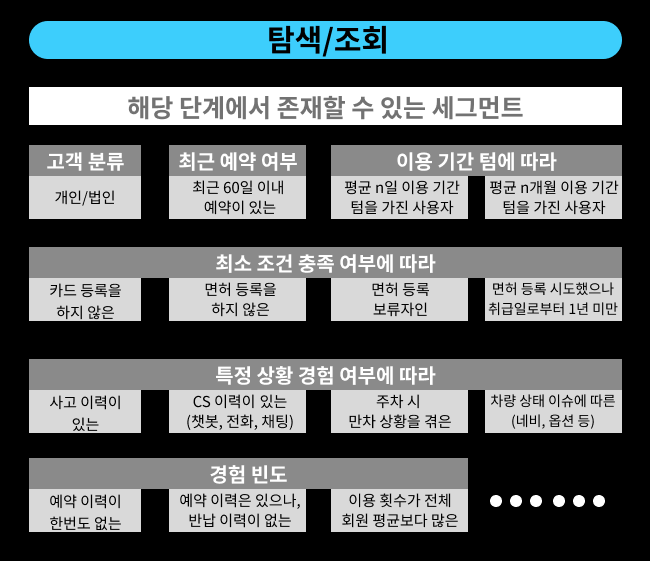 탐색/조회
해당 단계에서 존재할 수 있는 세그먼트
고객 분류
개인/법인
최근 예약 여부
최근 60일 이내
예약이 있는
이용 기간 텀에 따라
평균 n일 이용 기간
텀을 가진 사용자
평균 n개월 이용 기간
텀을 가진 사용자
최소 조건 충족 여부에 따라
카드 등록을
하지 않은
면허 등록을
하지 않은
면허 등록
보류자인
면허 등록 시도했으나
취급일로부터 1년 미만
특정 상황 경험 여부에 따라
사고 이력이
있는
CS 이력이 있는
(챗봇, 전화, 채팅)
주차 시
만차 상황을 겪은
차량 상태 이슈에 따른
(네비, 옵션 등)
경험 빈도
예약 이력이
한번도 없는
예약 이력은 있으나,
반납 이력이 없는
이용 횟수가 전체
회원 평균보다 많은